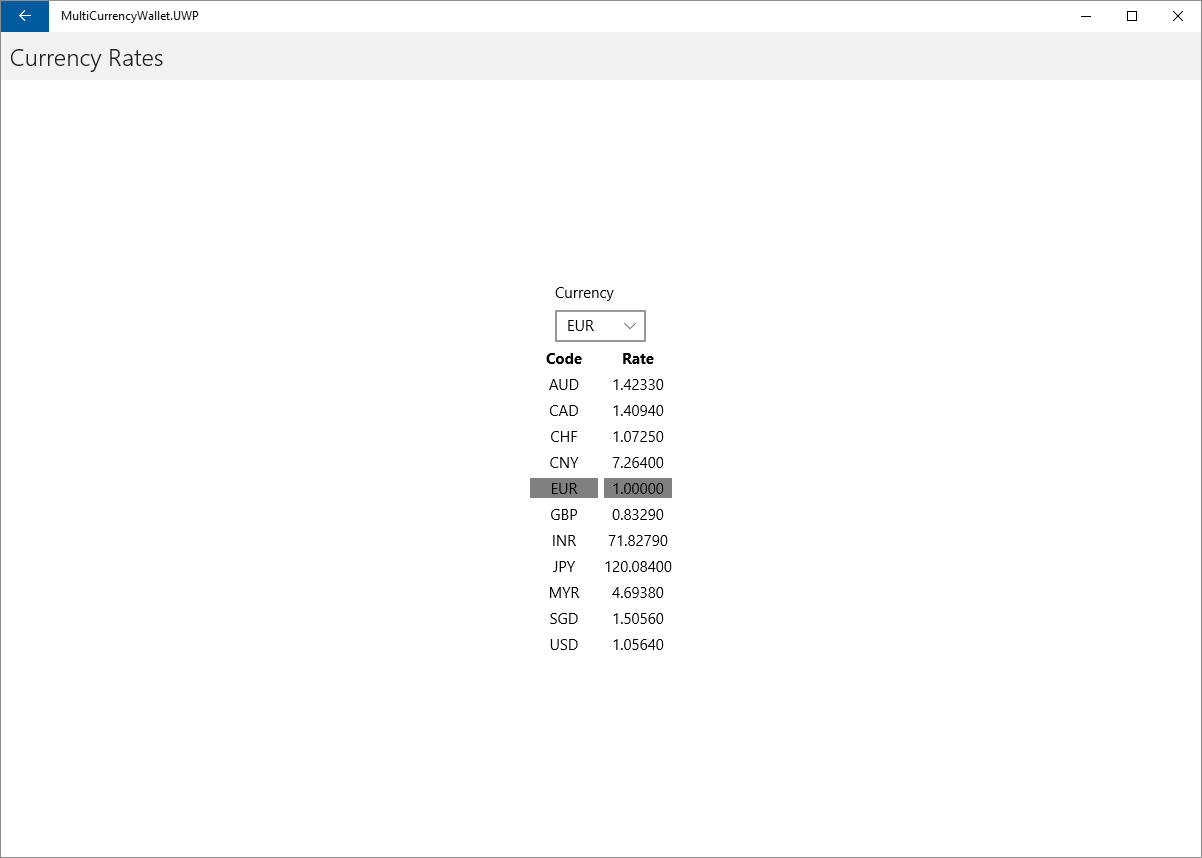 MultiCurrencyWallet.UWP
Currency Rates
Currency
EUR
Code Rate
AUD 1.42330
CAD 1.40940
CHF 1.07250
CNY 7.26400
EUR 1.00000
GBP 0.83290
INR 71.82790
JPY 120.08400
MYR 4.69380
SGD 1.50560
USD 1.05640